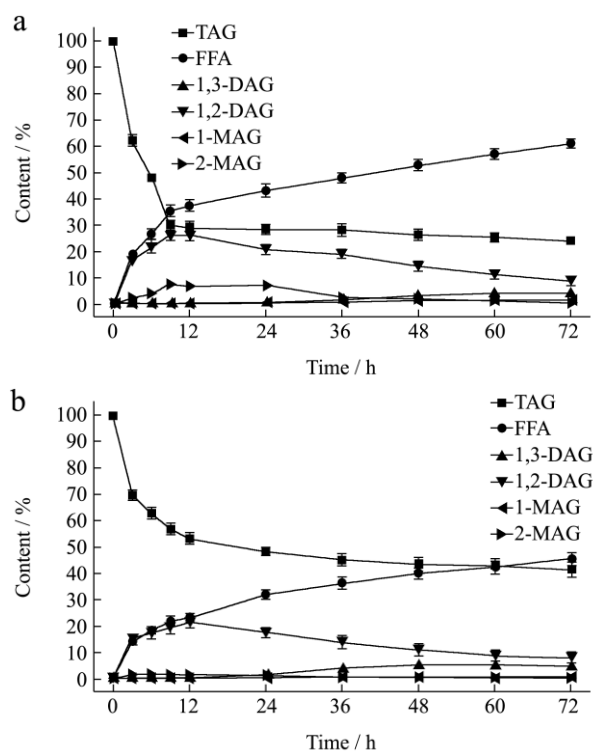 a
TAG
FFA
1,3-DAG
1,2-DAG
1-MAG
2-MAG
100
90
80
70
60
50
40
30
20
10
0
Content / %
0 12 24 36 48 60 72
Time / h
b
TAG
FFA
1,3-DAG
1,2-DAG
1-MAG
2-MAG
100
90
80
70
60
50
40
30
20
10
0
Content / %
0 12 24 36 48 60 72
Time / h